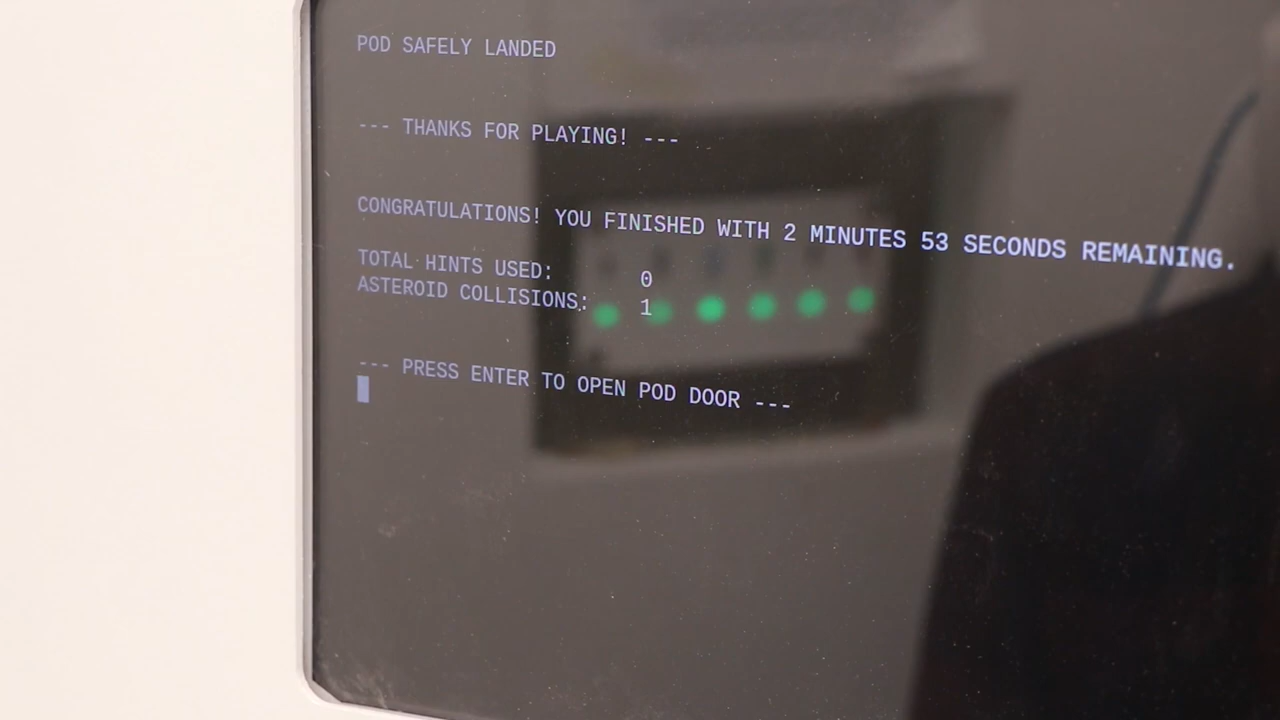 POD SAFELY LANDED
--- THANKS FOR PLAYING! ---
CONGRATULATIONS! YOU FINISHED WITH 2 MINUTES 53 SECONDS REMAINING.
TOTAL HINTS USED: 0
ASTEROID COLLISIONS: 1
--- PRESS ENTER TO OPEN POD DOOR ---